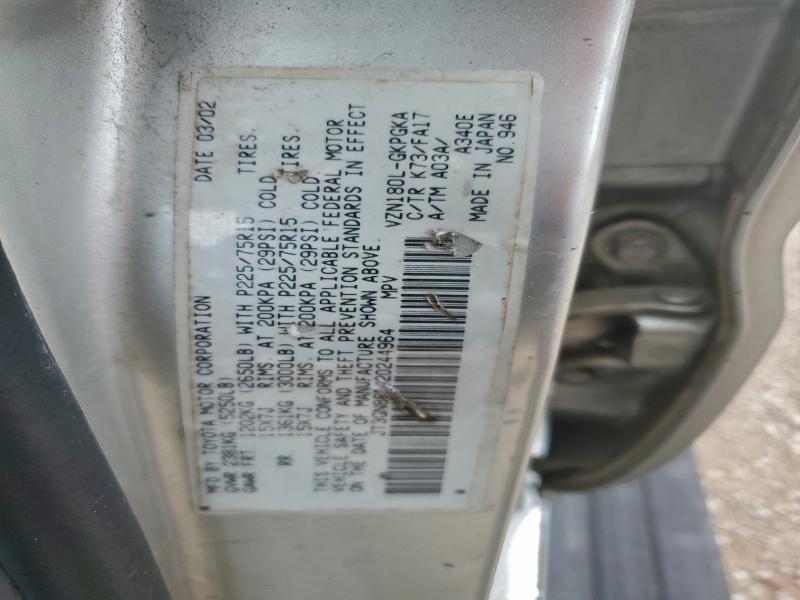 MFD BY TOYOTA MOTOR CORPORATION DATE 03/02
GVWR 2381KG (5250LB)
GAWR FRT 1202KG (2650LB) WITH P225/75R15 TIRES.
15X7J RIMS. AT 200KPA (29PSI) COLD
RR 1361KG (3000LB) WITH P225/75R15 TIRES.
15X7J RIMS. AT 200KPA (29PSI) COLD
THIS VEHICLE CONFORMS TO ALL APPLICABLE FEDERAL MOTOR
VEHICLE SAFETY AND THEFT PREVENTION STANDARDS IN EFFECT
ON THE DATE OF MANUFACTURE SHOWN ABOVE.
MPV
VZN180L-GKPGKA
C/TR K73/FA17
A/TM A03A/
A340E
MADE IN JAPAN
NO.946